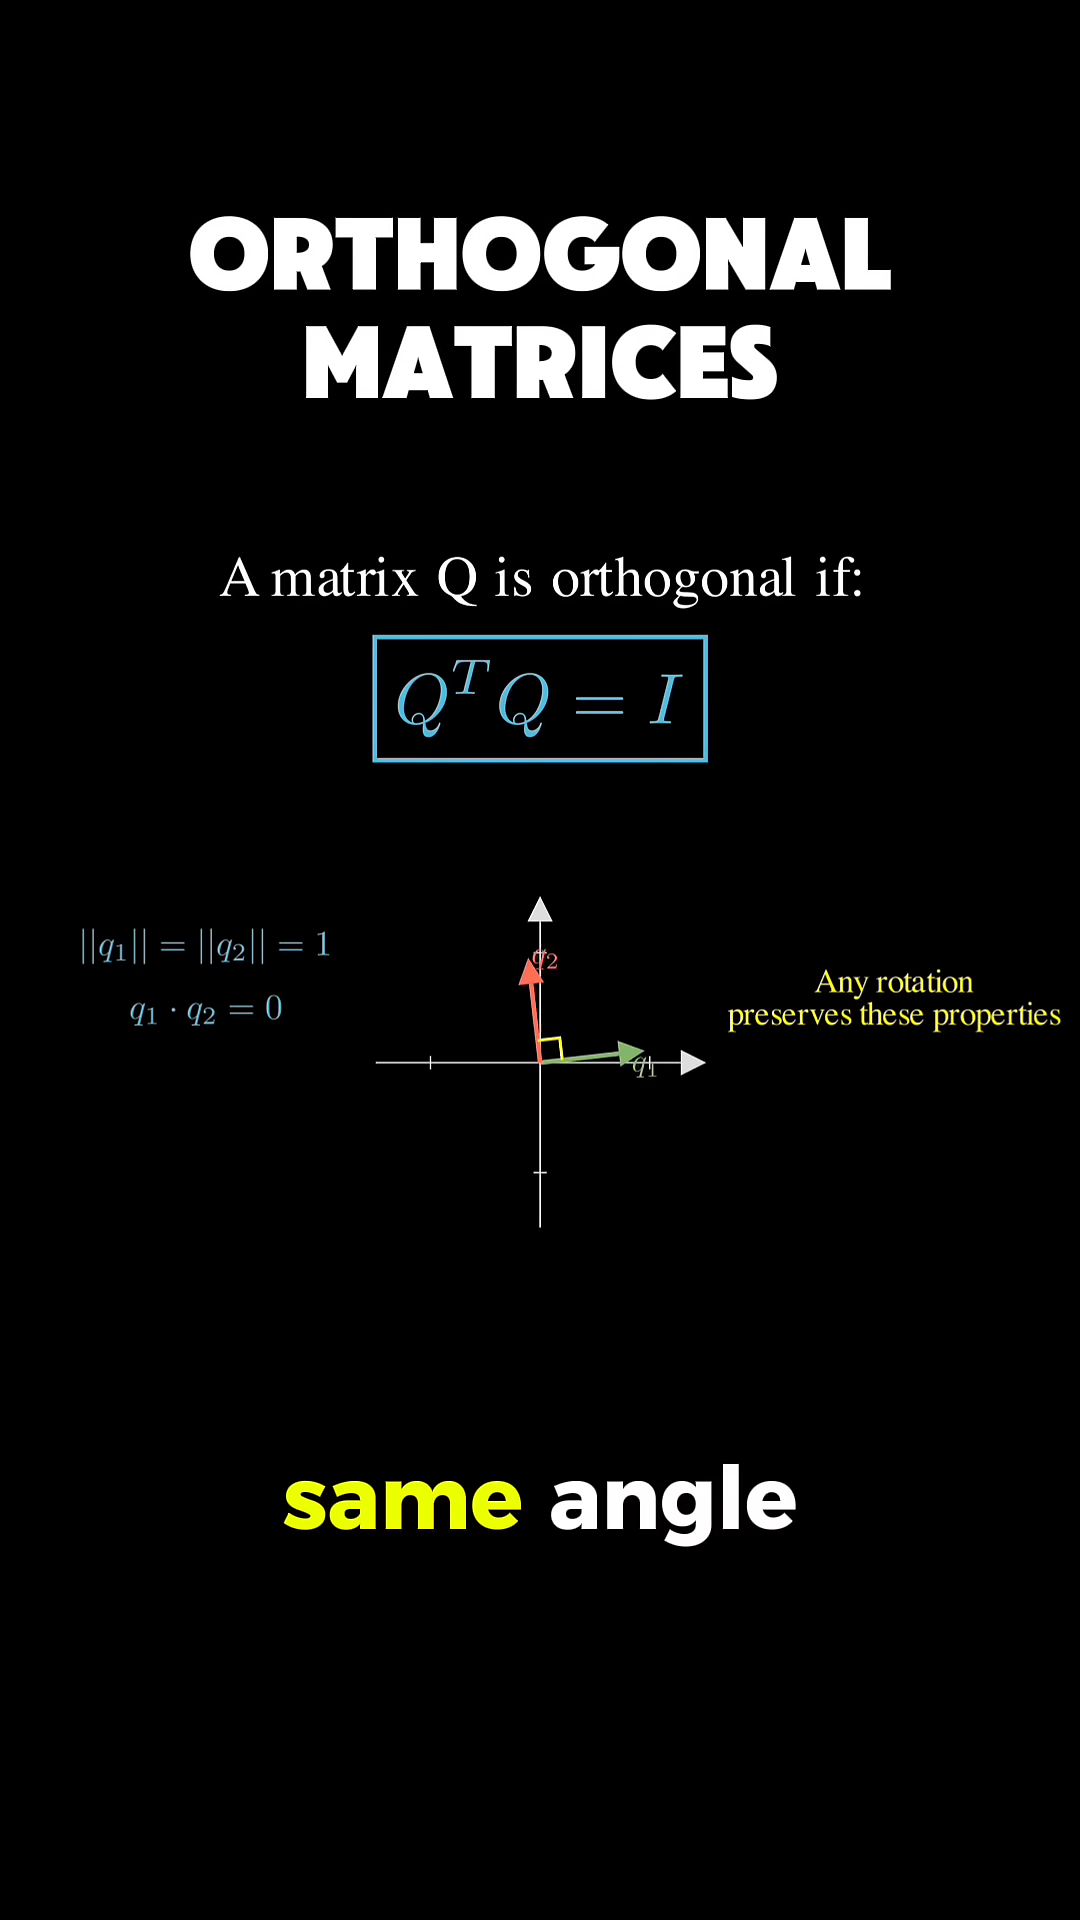 ORTHOGONAL
MATRICES
A matrix Q is orthogonal if:
Q^T Q = I
||q₁|| = ||q₂|| = 1
q₁ · q₂ = 0
q₂
q₁
Any rotation
preserves these properties
same angle